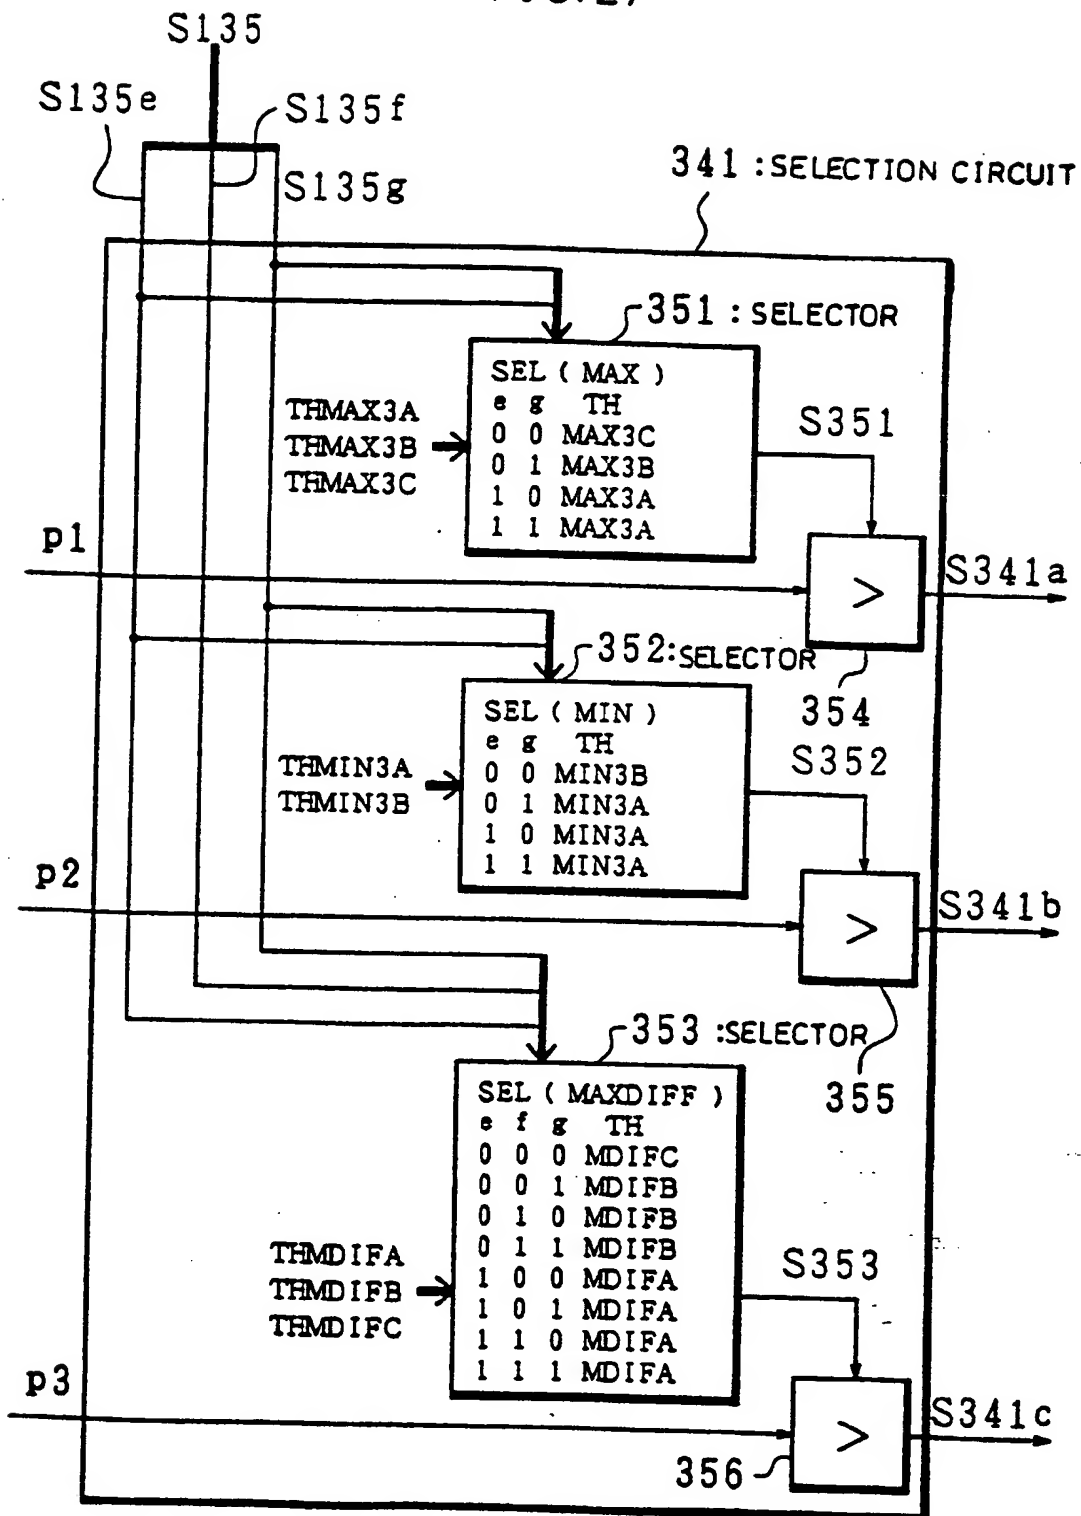 S135
S135e
S135f
S135g
341 : SELECTION CIRCUIT
351 : SELECTOR
SEL ( MAX )
e g TH
0 0 MAX3C
0 1 MAX3B
1 0 MAX3A
1 1 MAX3A
THMAX3A
THMAX3B
THMAX3C
S351
p1
>
S341a
354
352:SELECTOR
SEL ( MIN )
e g TH
0 0 MIN3B
0 1 MIN3A
1 0 MIN3A
1 1 MIN3A
THMIN3A
THMIN3B
S352
p2
>
S341b
355
353 :SELECTOR
SEL ( MAXDIFF )
e f g TH
0 0 0 MDIFC
0 0 1 MDIFB
0 1 0 MDIFB
0 1 1 MDIFB
1 0 0 MDIFA
1 0 1 MDIFA
1 1 0 MDIFA
1 1 1 MDIFA
THMDIFA
THMDIFB
THMDIFC
S353
p3
>
S341c
356